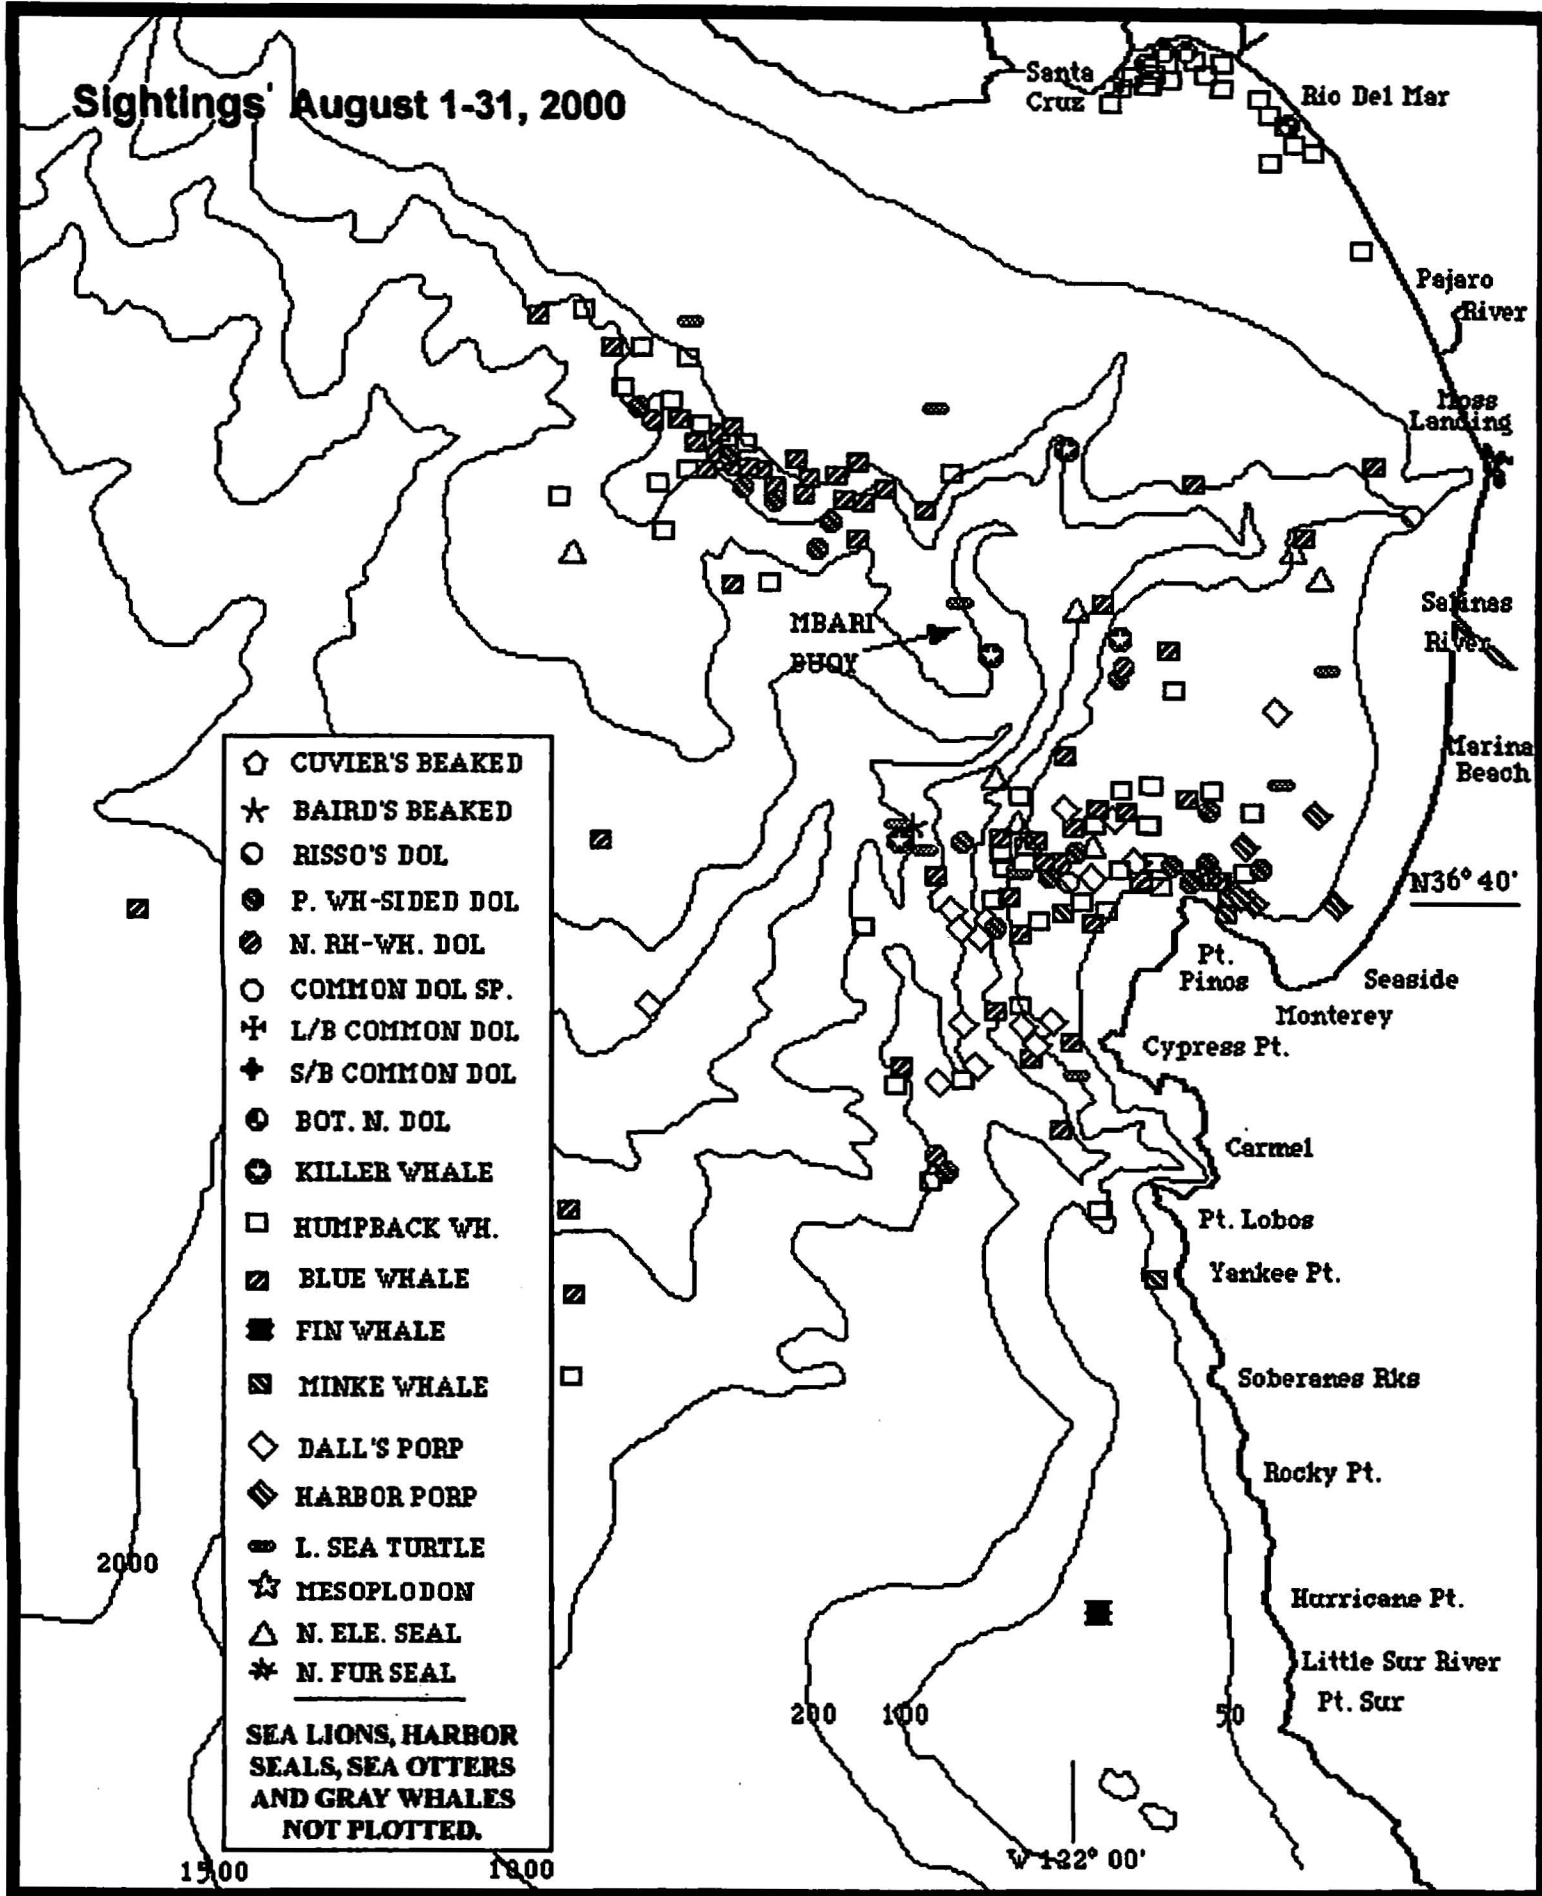 Sightings' August 1-31, 2000
Santa
Cruz
Rio Del Mar
Pajaro
River
Moss
Landing
Salinas
River
MBARI
BUOY
Marina
Beach
N36° 40'
Pt.
Pinos
Seaside
Monterey
Cypress Pt.
Carmel
Pt. Lobos
Yankee Pt.
Soberanes Rks
Rocky Pt.
Hurricane Pt.
Little Sur River
Pt. Sur
CUVIER'S BEAKED
BAIRD'S BEAKED
RISSO'S DOL
P. WH-SIDED DOL
N. RH-WH. DOL
COMMON DOL SP.
L/B COMMON DOL
S/B COMMON DOL
BOT. N. DOL
KILLER WHALE
HUMPBACK WH.
BLUE WHALE
FIN WHALE
MINKE WHALE
DALL'S PORP
HARBOR PORP
L. SEA TURTLE
MESOPLODON
N. ELE. SEAL
N. FUR SEAL
SEA LIONS, HARBOR
SEALS, SEA OTTERS
AND GRAY WHALES
NOT PLOTTED.
2000
200 100 50
W 122° 00'
1500 1000